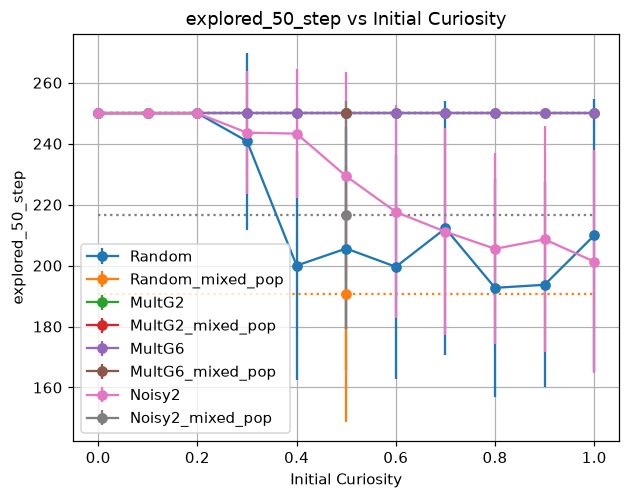 explored_50_step vs Initial Curiosity
explored_50_step
260
240
220
200
180
160
Random
Random_mixed_pop
MultG2
MultG2_mixed_pop
MultG6
MultG6_mixed_pop
Noisy2
Noisy2_mixed_pop
0.0 0.2 0.4 0.6 0.8 1.0
Initial Curiosity